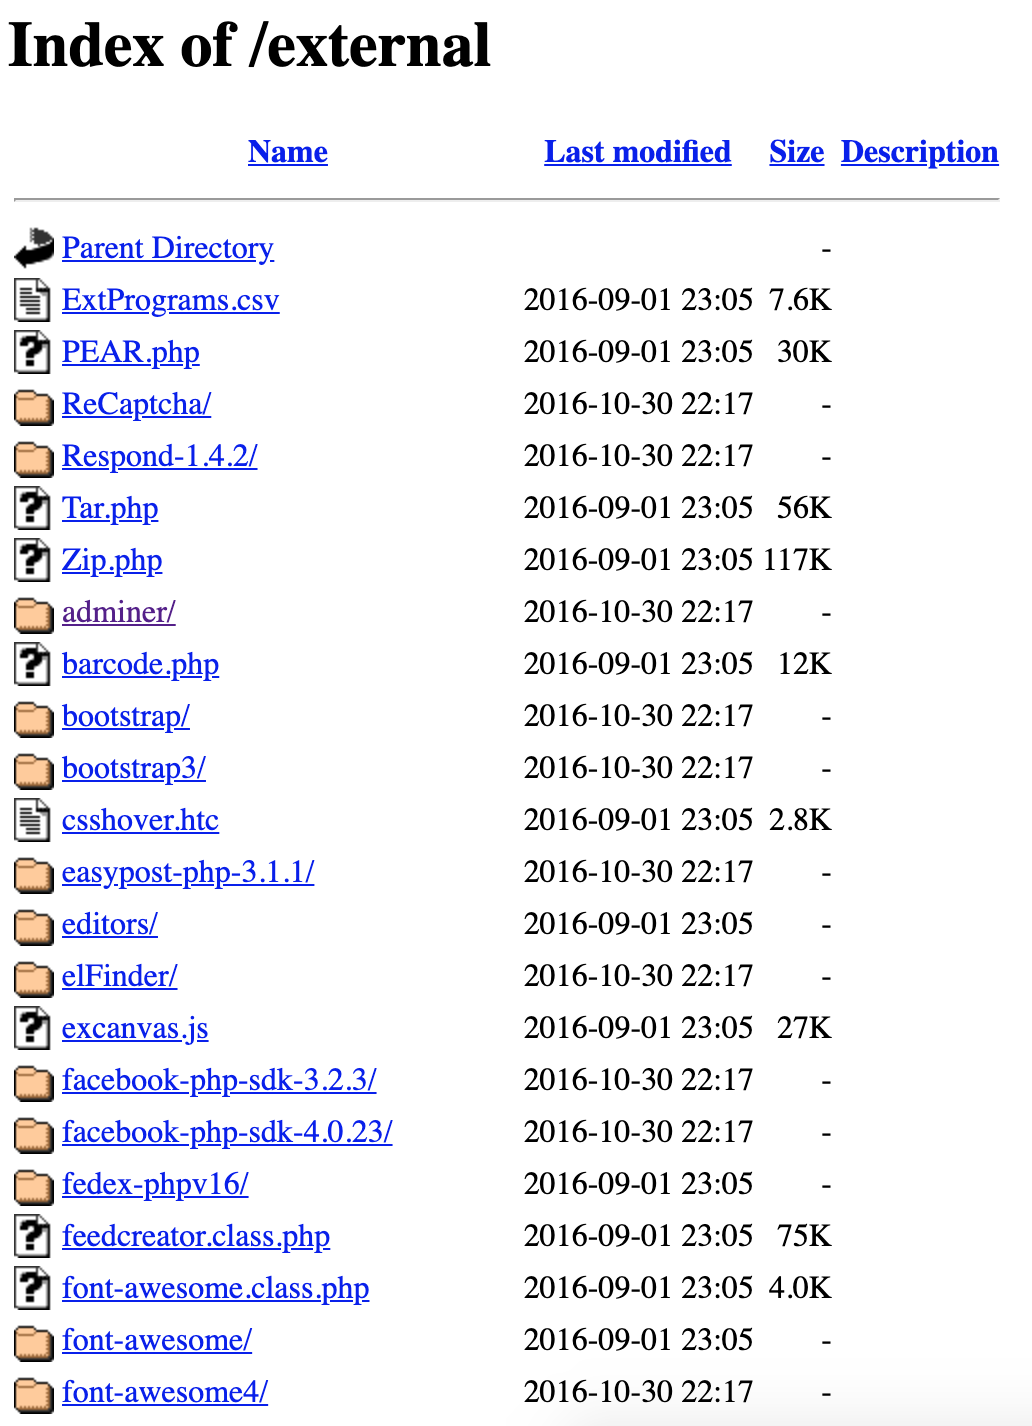 Index of /external
Name Last modified Size Description
Parent Directory -
ExtPrograms.csv 2016-09-01 23:05 7.6K
PEAR.php 2016-09-01 23:05 30K
ReCaptcha/ 2016-10-30 22:17 -
Respond-1.4.2/ 2016-10-30 22:17 -
Tar.php 2016-09-01 23:05 56K
Zip.php 2016-09-01 23:05 117K
adminer/ 2016-10-30 22:17 -
barcode.php 2016-09-01 23:05 12K
bootstrap/ 2016-10-30 22:17 -
bootstrap3/ 2016-10-30 22:17 -
csshover.htc 2016-09-01 23:05 2.8K
easypost-php-3.1.1/ 2016-10-30 22:17 -
editors/ 2016-09-01 23:05 -
elFinder/ 2016-10-30 22:17 -
excanvas.js 2016-09-01 23:05 27K
facebook-php-sdk-3.2.3/ 2016-10-30 22:17 -
facebook-php-sdk-4.0.23/ 2016-10-30 22:17 -
fedex-phpv16/ 2016-09-01 23:05 -
feedcreator.class.php 2016-09-01 23:05 75K
font-awesome.class.php 2016-09-01 23:05 4.0K
font-awesome/ 2016-09-01 23:05 -
font-awesome4/ 2016-10-30 22:17 -